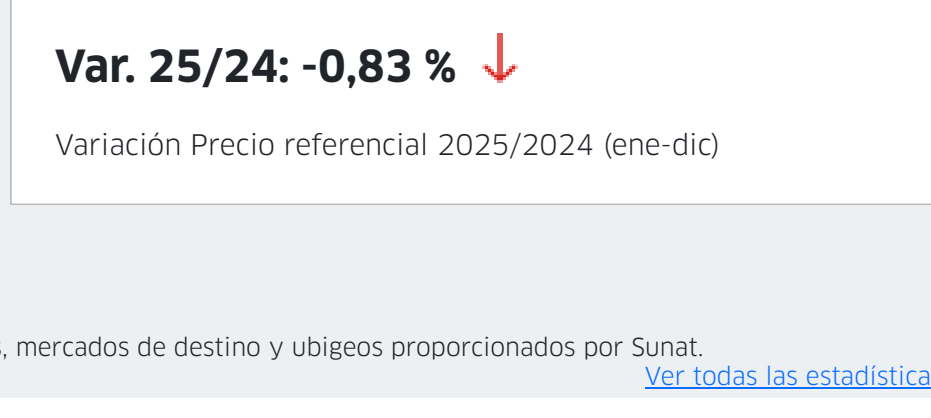 Var. 25/24: -0,83 %
Variación Precio referencial 2025/2024 (ene-dic)
, mercados de destino y ubigeos proporcionados por Sunat.
Ver todas las estadística